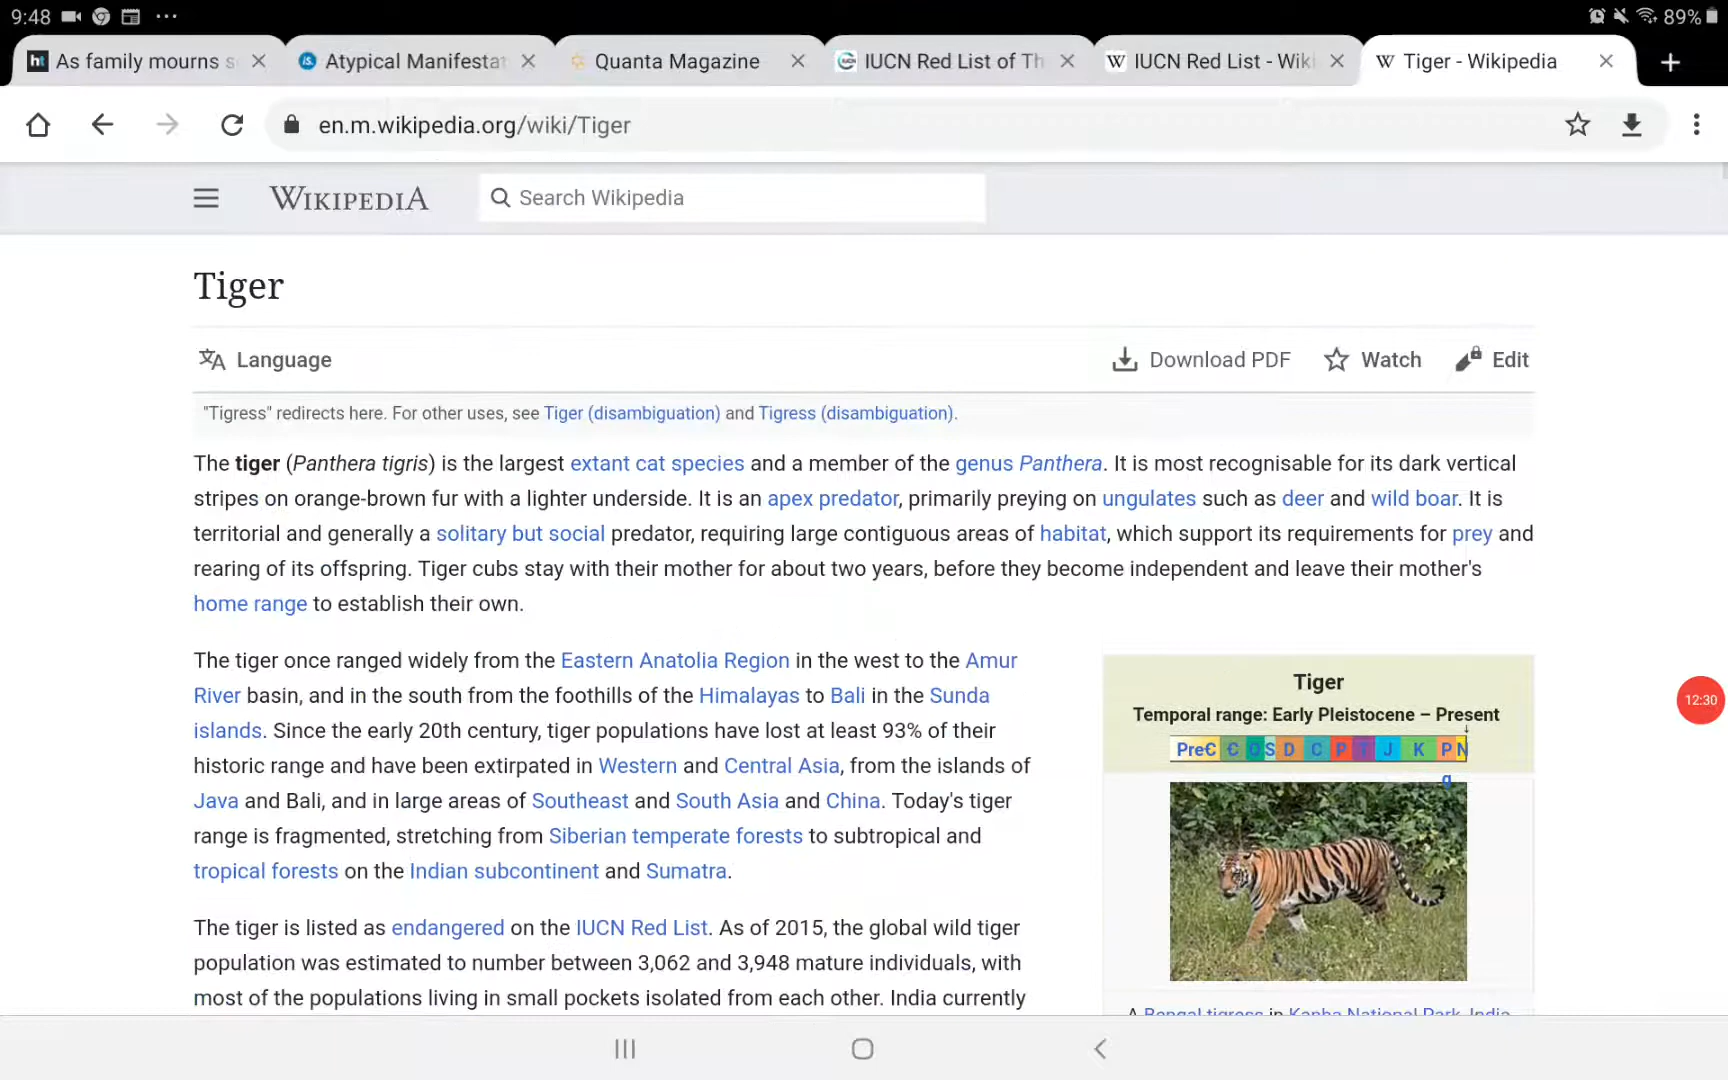 9:48
89%
As family mourns s
Atypical Manifestat
Quanta Magazine
IUCN Red List of Th
IUCN Red List - Wiki
Tiger - Wikipedia
en.m.wikipedia.org/wiki/Tiger
WIKIPEDIA
Search Wikipedia
Tiger
Language
Download PDF
Watch
Edit
"Tigress" redirects here. For other uses, see Tiger (disambiguation) and Tigress (disambiguation).
The tiger (Panthera tigris) is the largest extant cat species and a member of the genus Panthera. It is most recognisable for its dark vertical
stripes on orange-brown fur with a lighter underside. It is an apex predator, primarily preying on ungulates such as deer and wild boar. It is
territorial and generally a solitary but social predator, requiring large contiguous areas of habitat, which support its requirements for prey and
rearing of its offspring. Tiger cubs stay with their mother for about two years, before they become independent and leave their mother's
home range to establish their own.
The tiger once ranged widely from the Eastern Anatolia Region in the west to the Amur
River basin, and in the south from the foothills of the Himalayas to Bali in the Sunda
islands. Since the early 20th century, tiger populations have lost at least 93% of their
historic range and have been extirpated in Western and Central Asia, from the islands of
Java and Bali, and in large areas of Southeast and South Asia and China. Today's tiger
range is fragmented, stretching from Siberian temperate forests to subtropical and
tropical forests on the Indian subcontinent and Sumatra.
The tiger is listed as endangered on the IUCN Red List. As of 2015, the global wild tiger
population was estimated to number between 3,062 and 3,948 mature individuals, with
most of the populations living in small pockets isolated from each other. India currently
Tiger
Temporal range: Early Pleistocene – Present
PreꞒ Ꞓ O S D C P T J K Pg N
A Bengal tigress in Kanha National Park, India
12:30